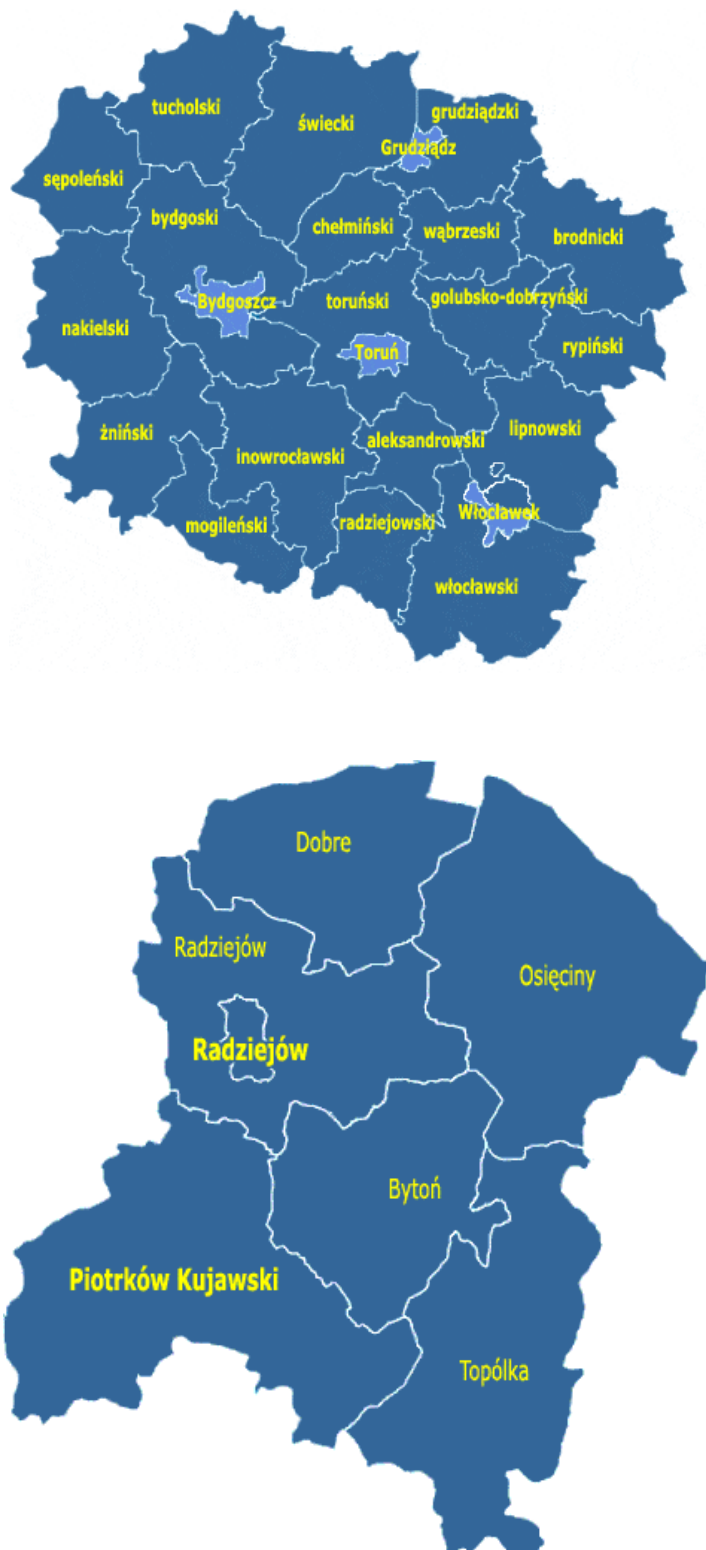 tucholski
świecki
grudziądzki
Grudziądz
sępoleński
bydgoski
chełmiński
wąbrzeski
brodnicki
Bydgoszcz
toruński
golubsko-dobrzyński
nakielski
Toruń
rypiński
żniński
inowrocławski
aleksandrowski
lipnowski
mogileński
radziejowski
Włocławek
włocławski
Dobre
Radziejów
Osięciny
Radziejów
Bytoń
Piotrków Kujawski
Topólka